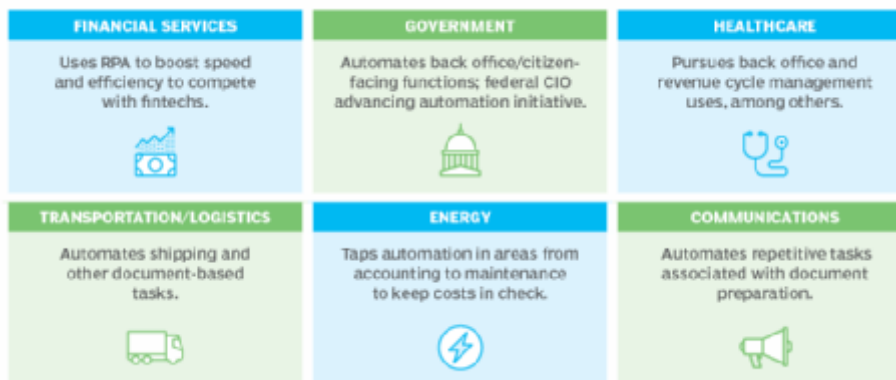 FINANCIAL SERVICES
Uses RPA to boost speed
and efficiency to compete
with fintechs.
GOVERNMENT
Automates back office/citizen-
facing functions; federal CIO
advancing automation initiative.
HEALTHCARE
Pursues back office and
revenue cycle management
uses, among others.
TRANSPORTATION/LOGISTICS
Automates shipping and
other document-based
tasks.
ENERGY
Taps automation in areas from
accounting to maintenance
to keep costs in check.
COMMUNICATIONS
Automates repetitive tasks
associated with document
preparation.